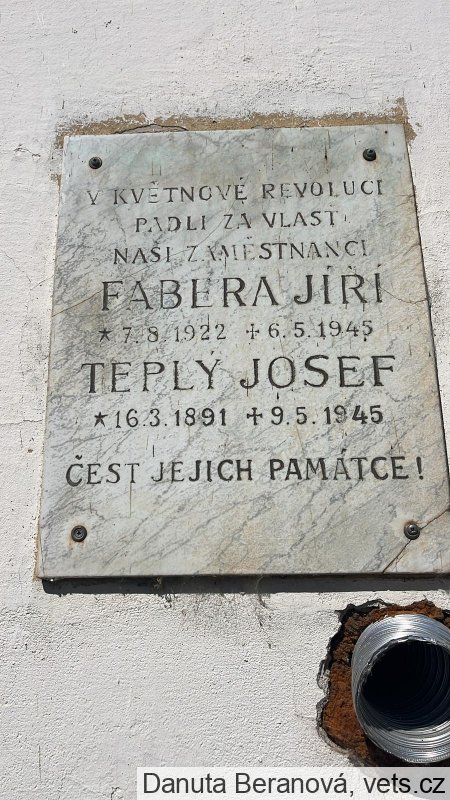 V KVĚTNOVÉ REVOLUCI
PADLI ZA VLAST
NAŠI ZAMĚSTNANCI
FABERA JIŘÍ
* 7. 8. 1922 + 6. 5. 1945
TEPLÝ JOSEF
* 16. 3. 1891 + 9. 5. 1945
ČEST JEJICH PAMÁTCE !
Danuta Beranová, vets.cz